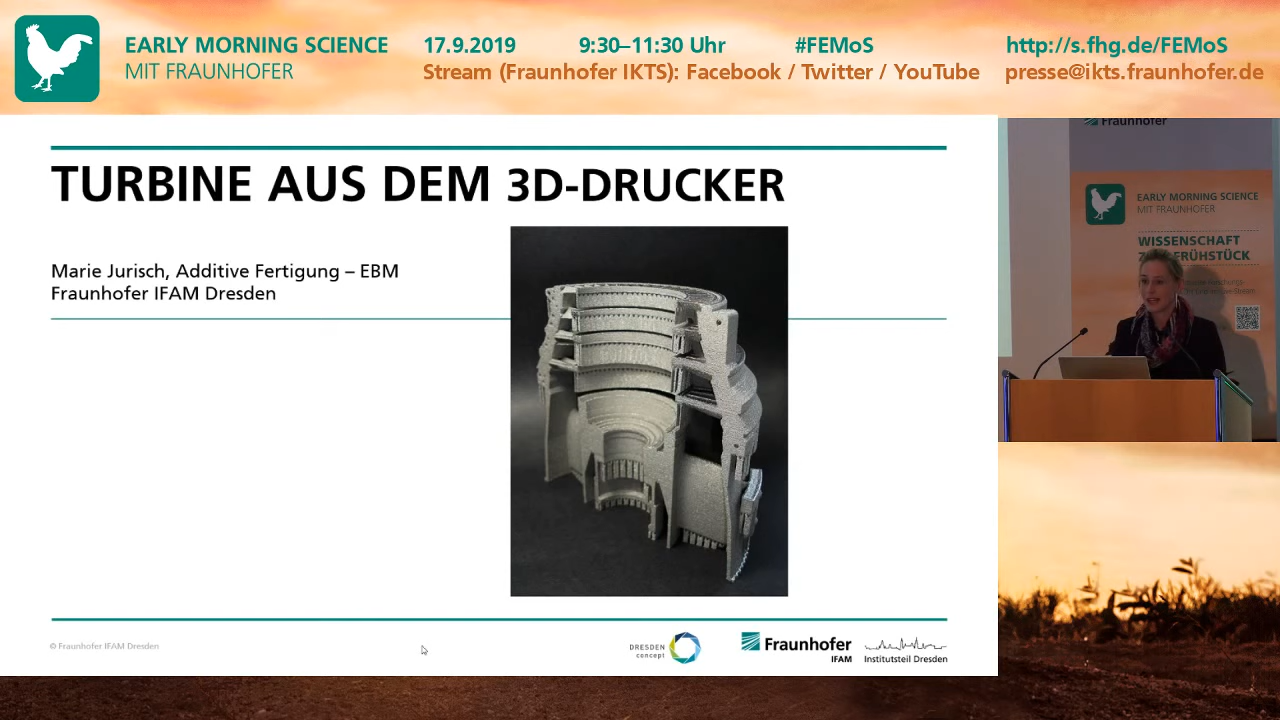 EARLY MORNING SCIENCE
MIT FRAUNHOFER
17.9.2019 9:30–11:30 Uhr #FEMoS http://s.fhg.de/FEMoS
Stream (Fraunhofer IKTS): Facebook / Twitter / YouTube presse@ikts.fraunhofer.de
TURBINE AUS DEM 3D-DRUCKER
Marie Jurisch, Additive Fertigung – EBM
Fraunhofer IFAM Dresden
© Fraunhofer IFAM Dresden
DRESDEN
concept
Fraunhofer
IFAM
Institutsteil Dresden
Fraunhofer
EARLY MORNING SCIENCE
MIT FRAUNHOFER
WISSENSCHAFT
FRÜHSTÜCK